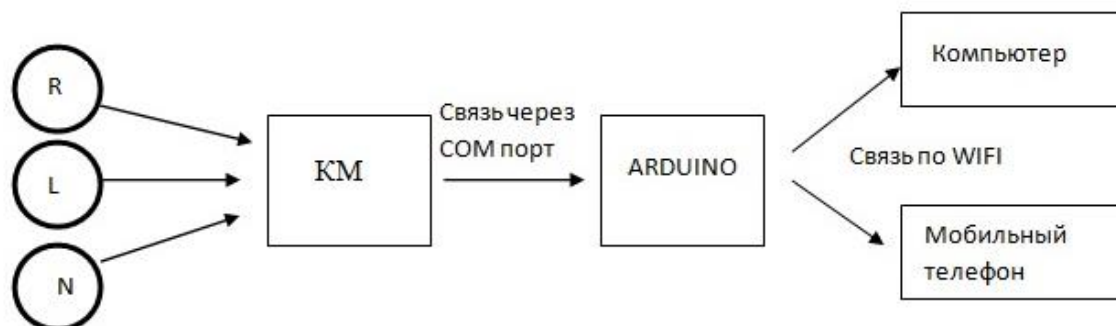 R
L
N
КМ
Связь через
COM порт
ARDUINO
Компьютер
Связь по WIFI
Мобильный
телефон